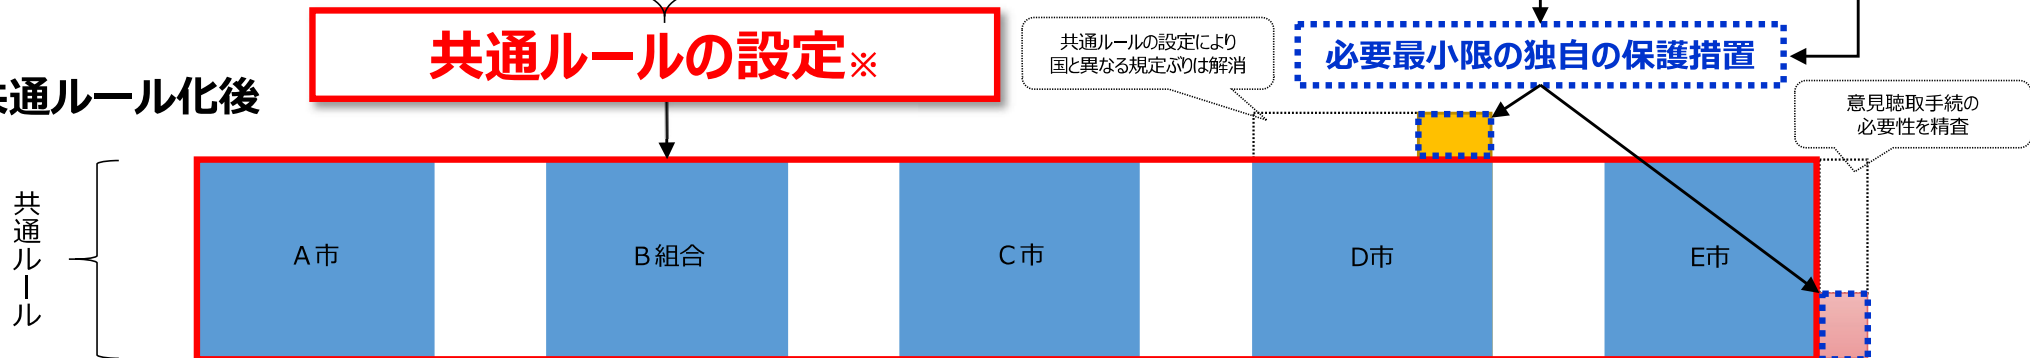 共通ルールの設定※
共通ルールの設定により
国と異なる規定ぶりは解消
必要最小限の独自の保護措置
共通ルール化後
意見聴取手続の
必要性を精査
共通ルール
A市
B組合
C市
D市
E市